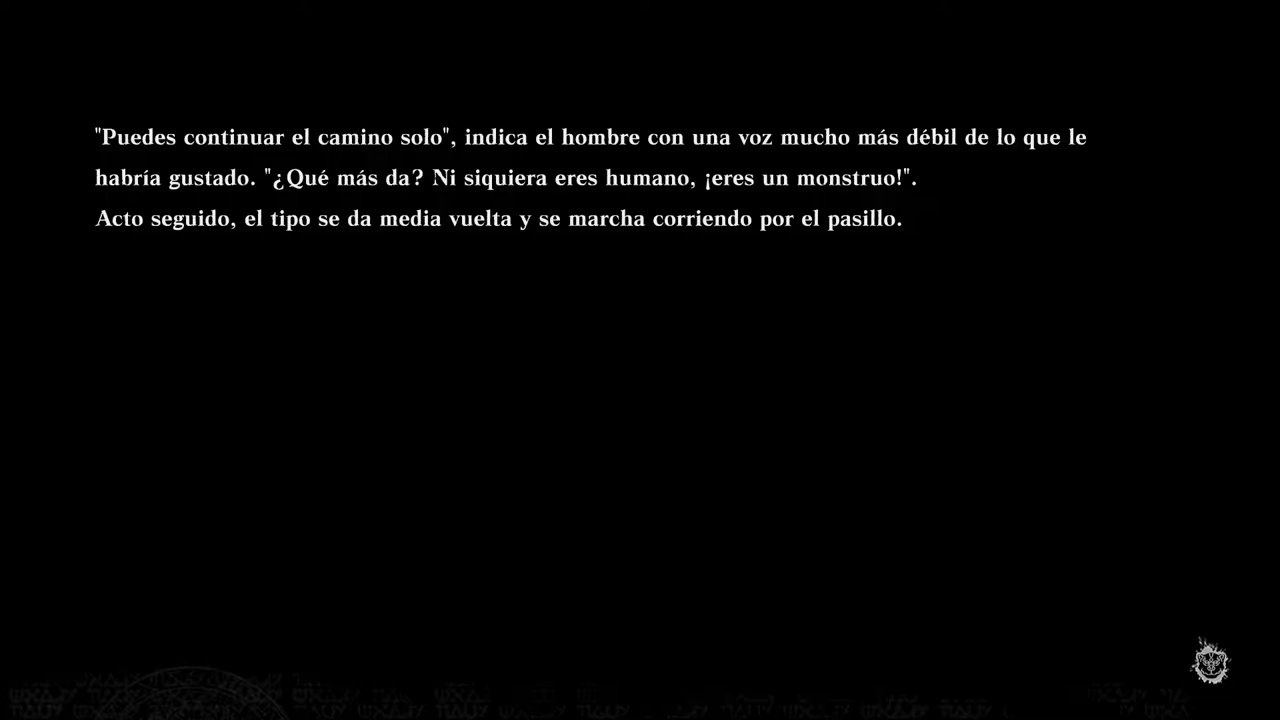 "Puedes continuar el camino solo", indica el hombre con una voz mucho más débil de lo que le
habría gustado. "¿Qué más da? Ni siquiera eres humano, ¡eres un monstruo!".
Acto seguido, el tipo se da media vuelta y se marcha corriendo por el pasillo.